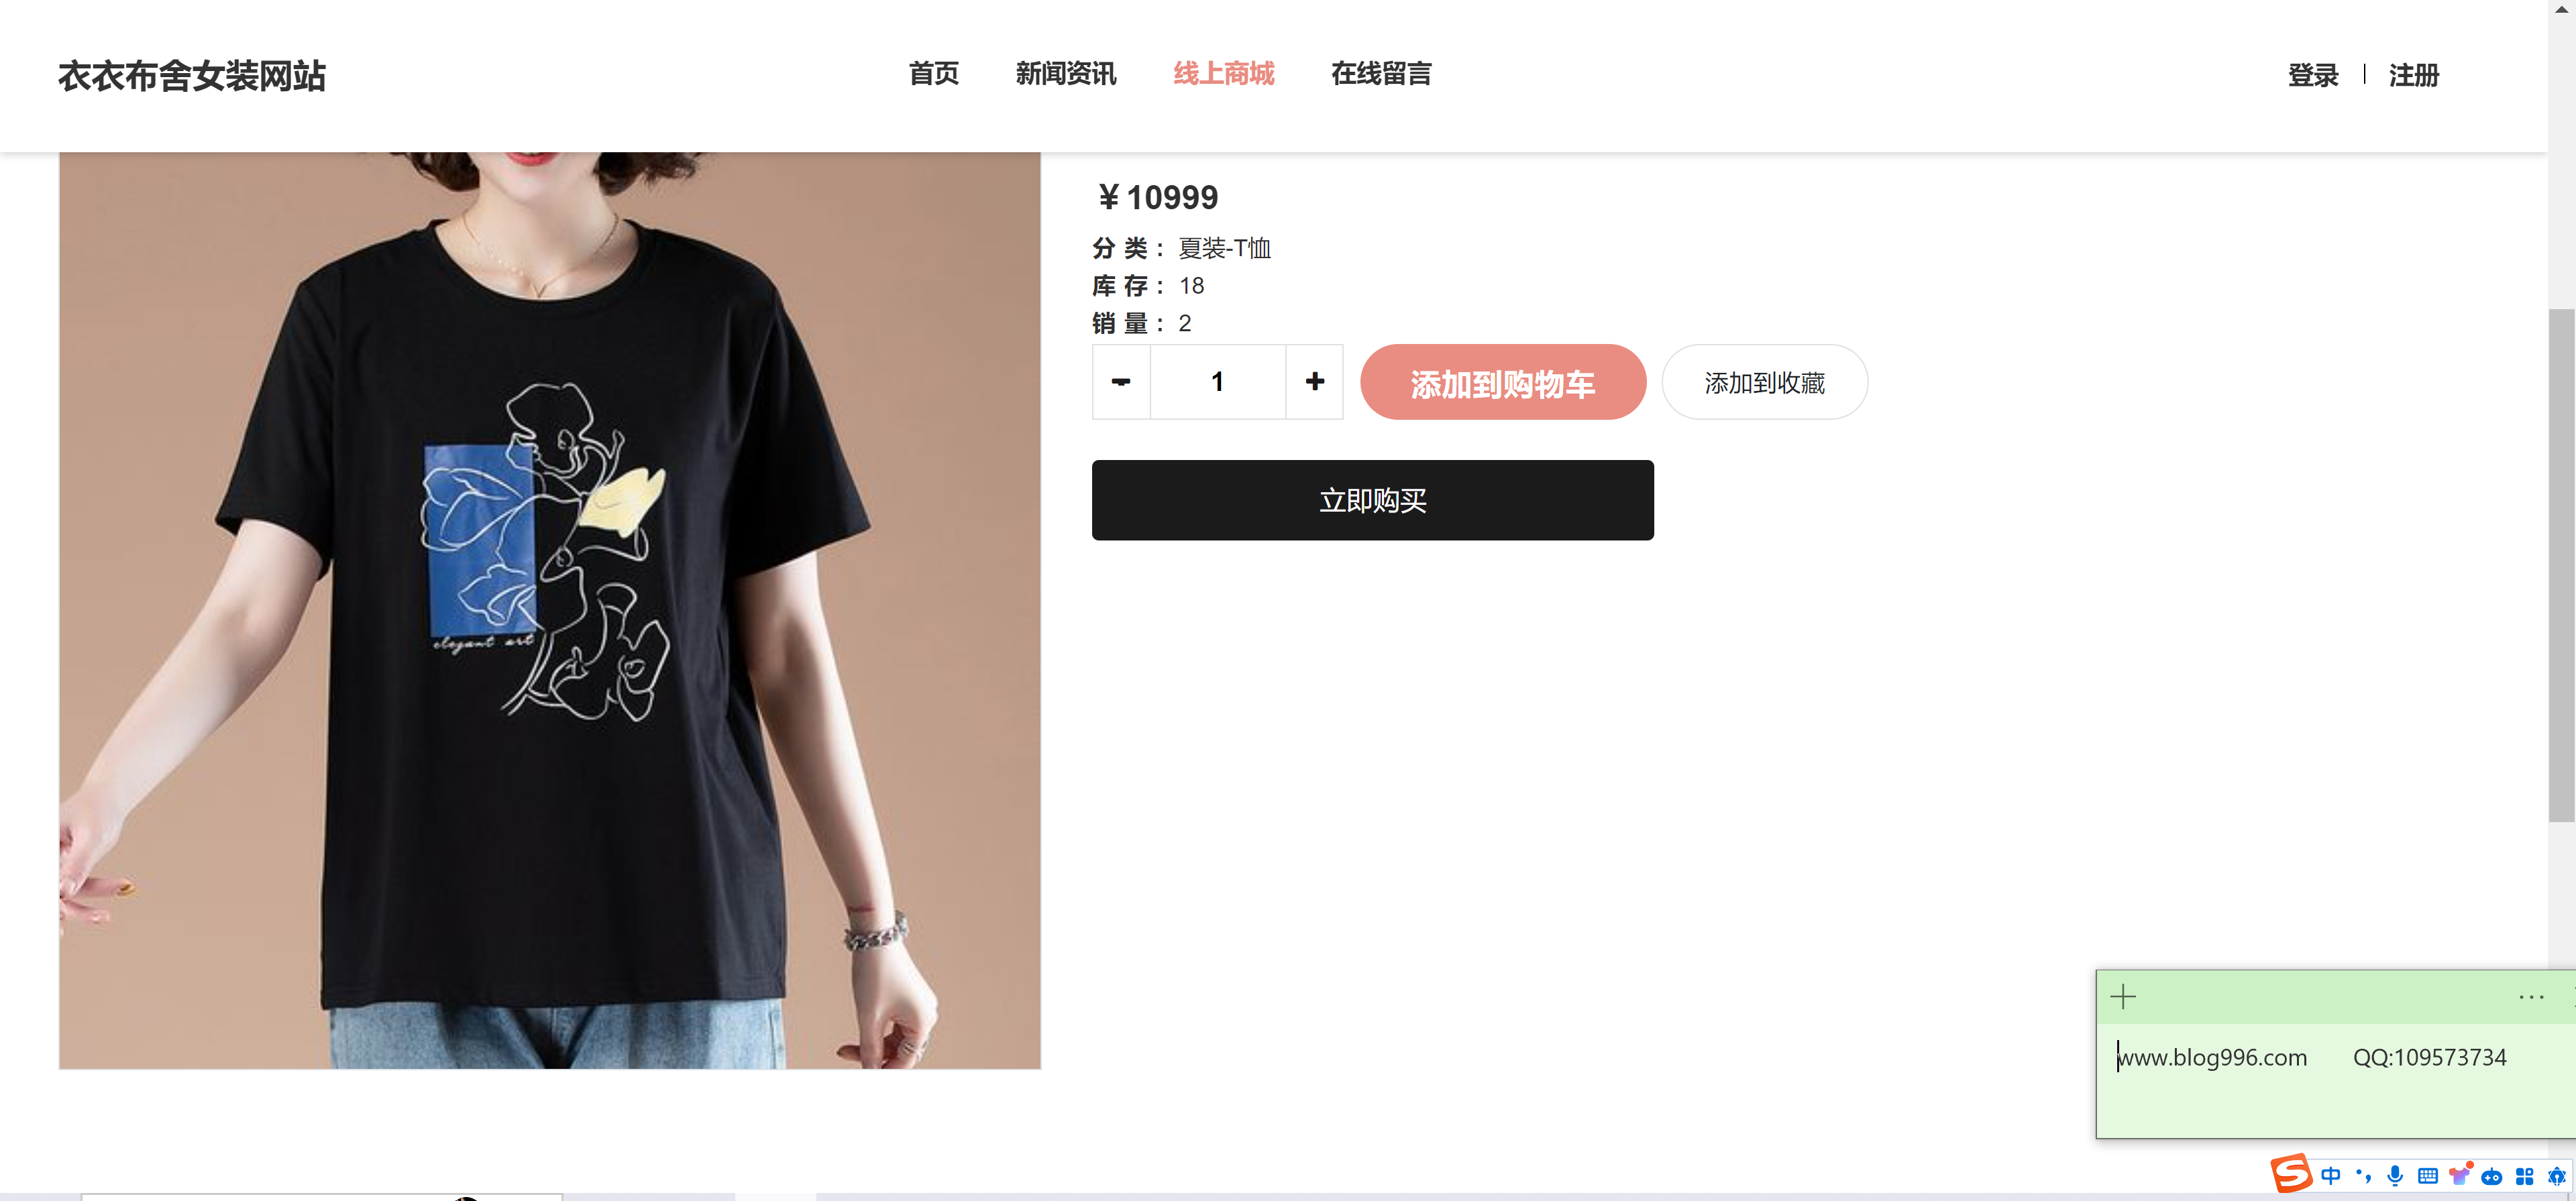 衣衣布舍女装网站
首页 新闻资讯 线上商城 在线留言
登录 | 注册
¥10999
分 类： 夏装-T恤
库 存： 18
销 量： 2
1
添加到购物车
添加到收藏
立即购买
elegant art
www.blog996.com QQ:109573734
中